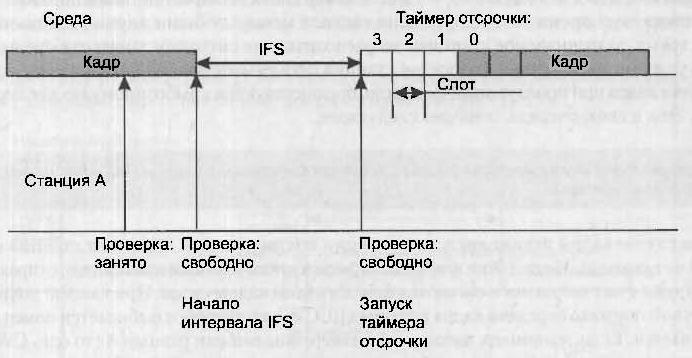 Среда
Таймер отсрочки:
3 2 1 0
Кадр
IFS
Кадр
Слот
Станция А
Проверка: занято
Проверка: свободно
Начало интервала IFS
Проверка: свободно
Запуск таймера отсрочки